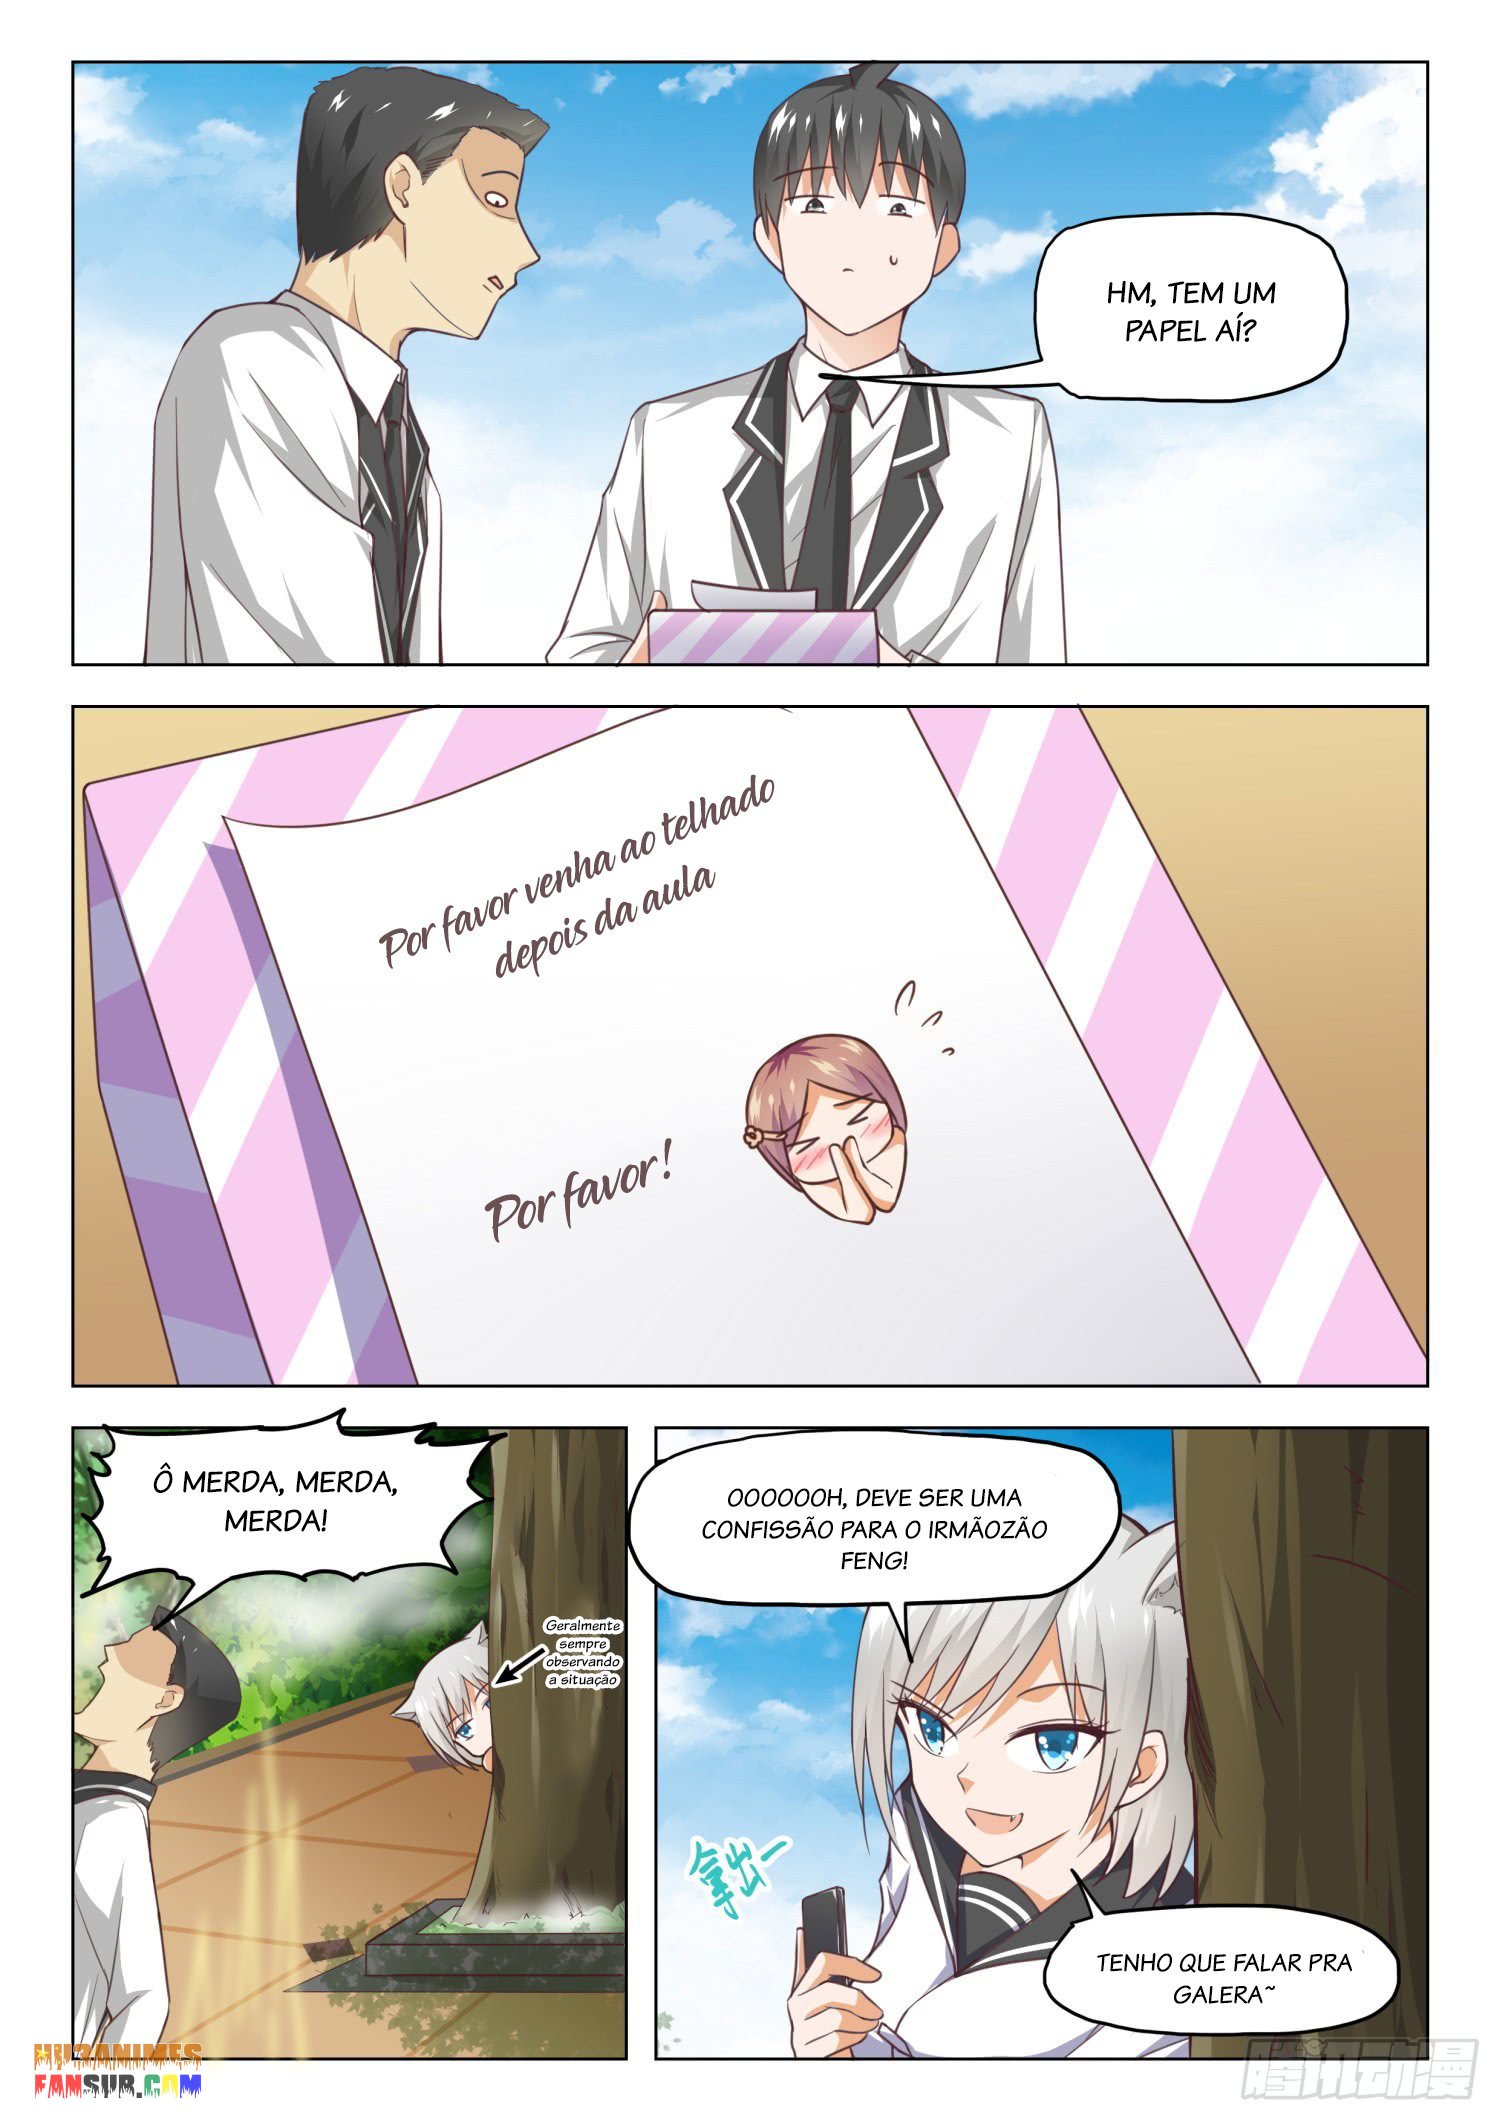 HM, TEM UM
PAPEL AÍ?
Por favor venha ao telhado
depois da aula
Por favor!
Ô MERDA, MERDA,
MERDA!
Geralmente
sempre
observando
a situação
OOOOOOH, DEVE SER UMA
CONFISSÃO PARA O IRMÃOZÃO
FENG!
拿出一
TENHO QUE FALAR PRA
GALERA~
FANSUB.COM
腾讯动漫